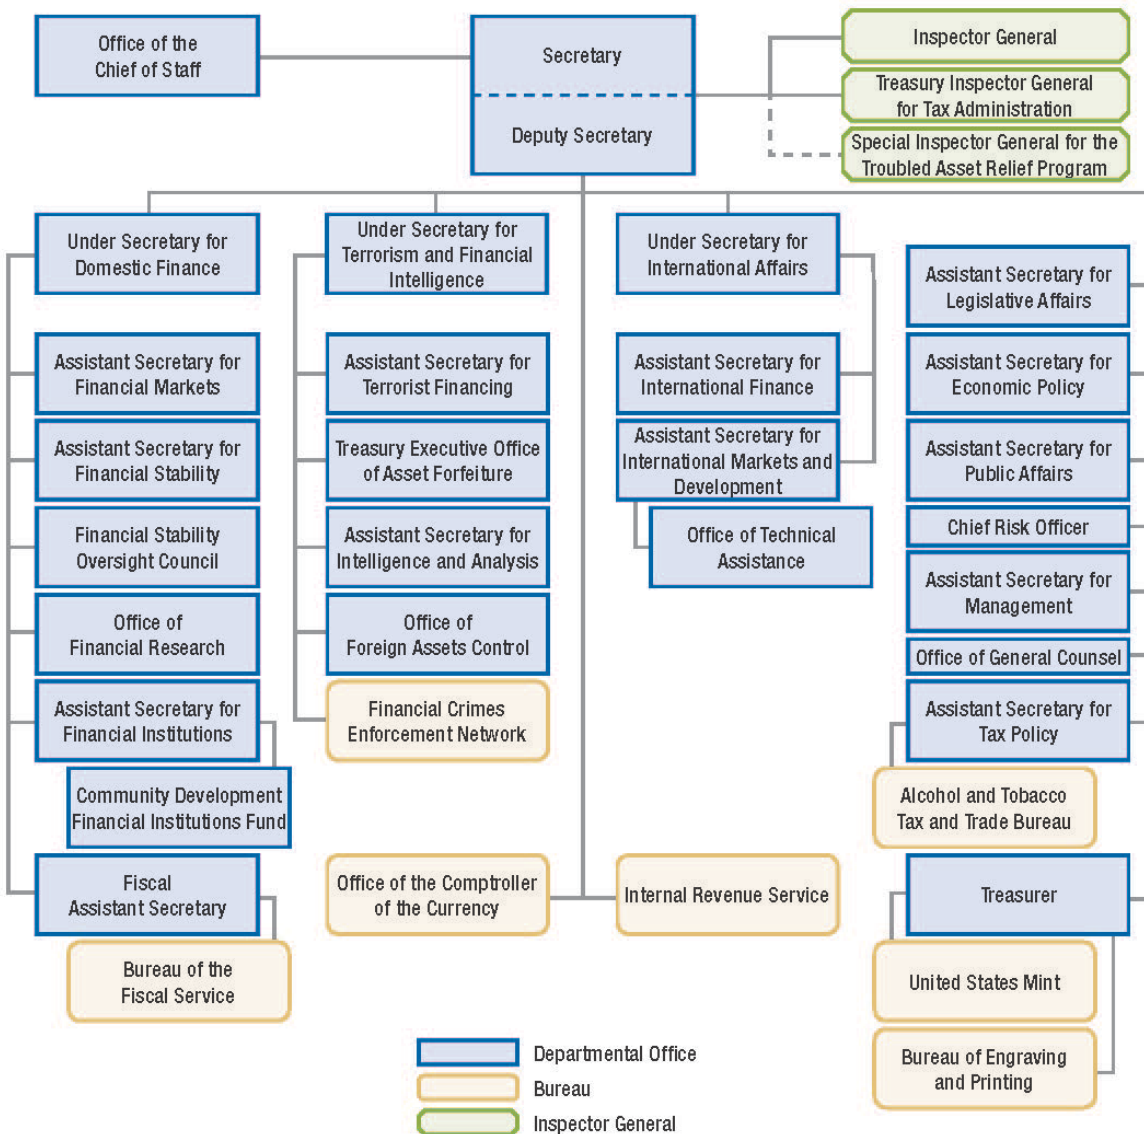 Office of the
Chief of Staff
Secretary
Deputy Secretary
Inspector General
Treasury Inspector General
for Tax Administration
Special Inspector General for the
Troubled Asset Relief Program
Under Secretary for
Domestic Finance
Assistant Secretary for
Financial Markets
Assistant Secretary for
Financial Stability
Financial Stability
Oversight Council
Office of
Financial Research
Assistant Secretary for
Financial Institutions
Community Development
Financial Institutions Fund
Fiscal
Assistant Secretary
Bureau of the
Fiscal Service
Under Secretary for
Terrorism and Financial
Intelligence
Assistant Secretary for
Terrorist Financing
Treasury Executive Office
of Asset Forfeiture
Assistant Secretary for
Intelligence and Analysis
Office of
Foreign Assets Control
Financial Crimes
Enforcement Network
Office of the Comptroller
of the Currency
Under Secretary for
International Affairs
Assistant Secretary for
International Finance
Assistant Secretary for
International Markets and
Development
Office of Technical
Assistance
Internal Revenue Service
Assistant Secretary for
Legislative Affairs
Assistant Secretary for
Economic Policy
Assistant Secretary for
Public Affairs
Chief Risk Officer
Assistant Secretary for
Management
Office of General Counsel
Assistant Secretary for
Tax Policy
Alcohol and Tobacco
Tax and Trade Bureau
Treasurer
United States Mint
Bureau of Engraving
and Printing
Departmental Office
Bureau
Inspector General